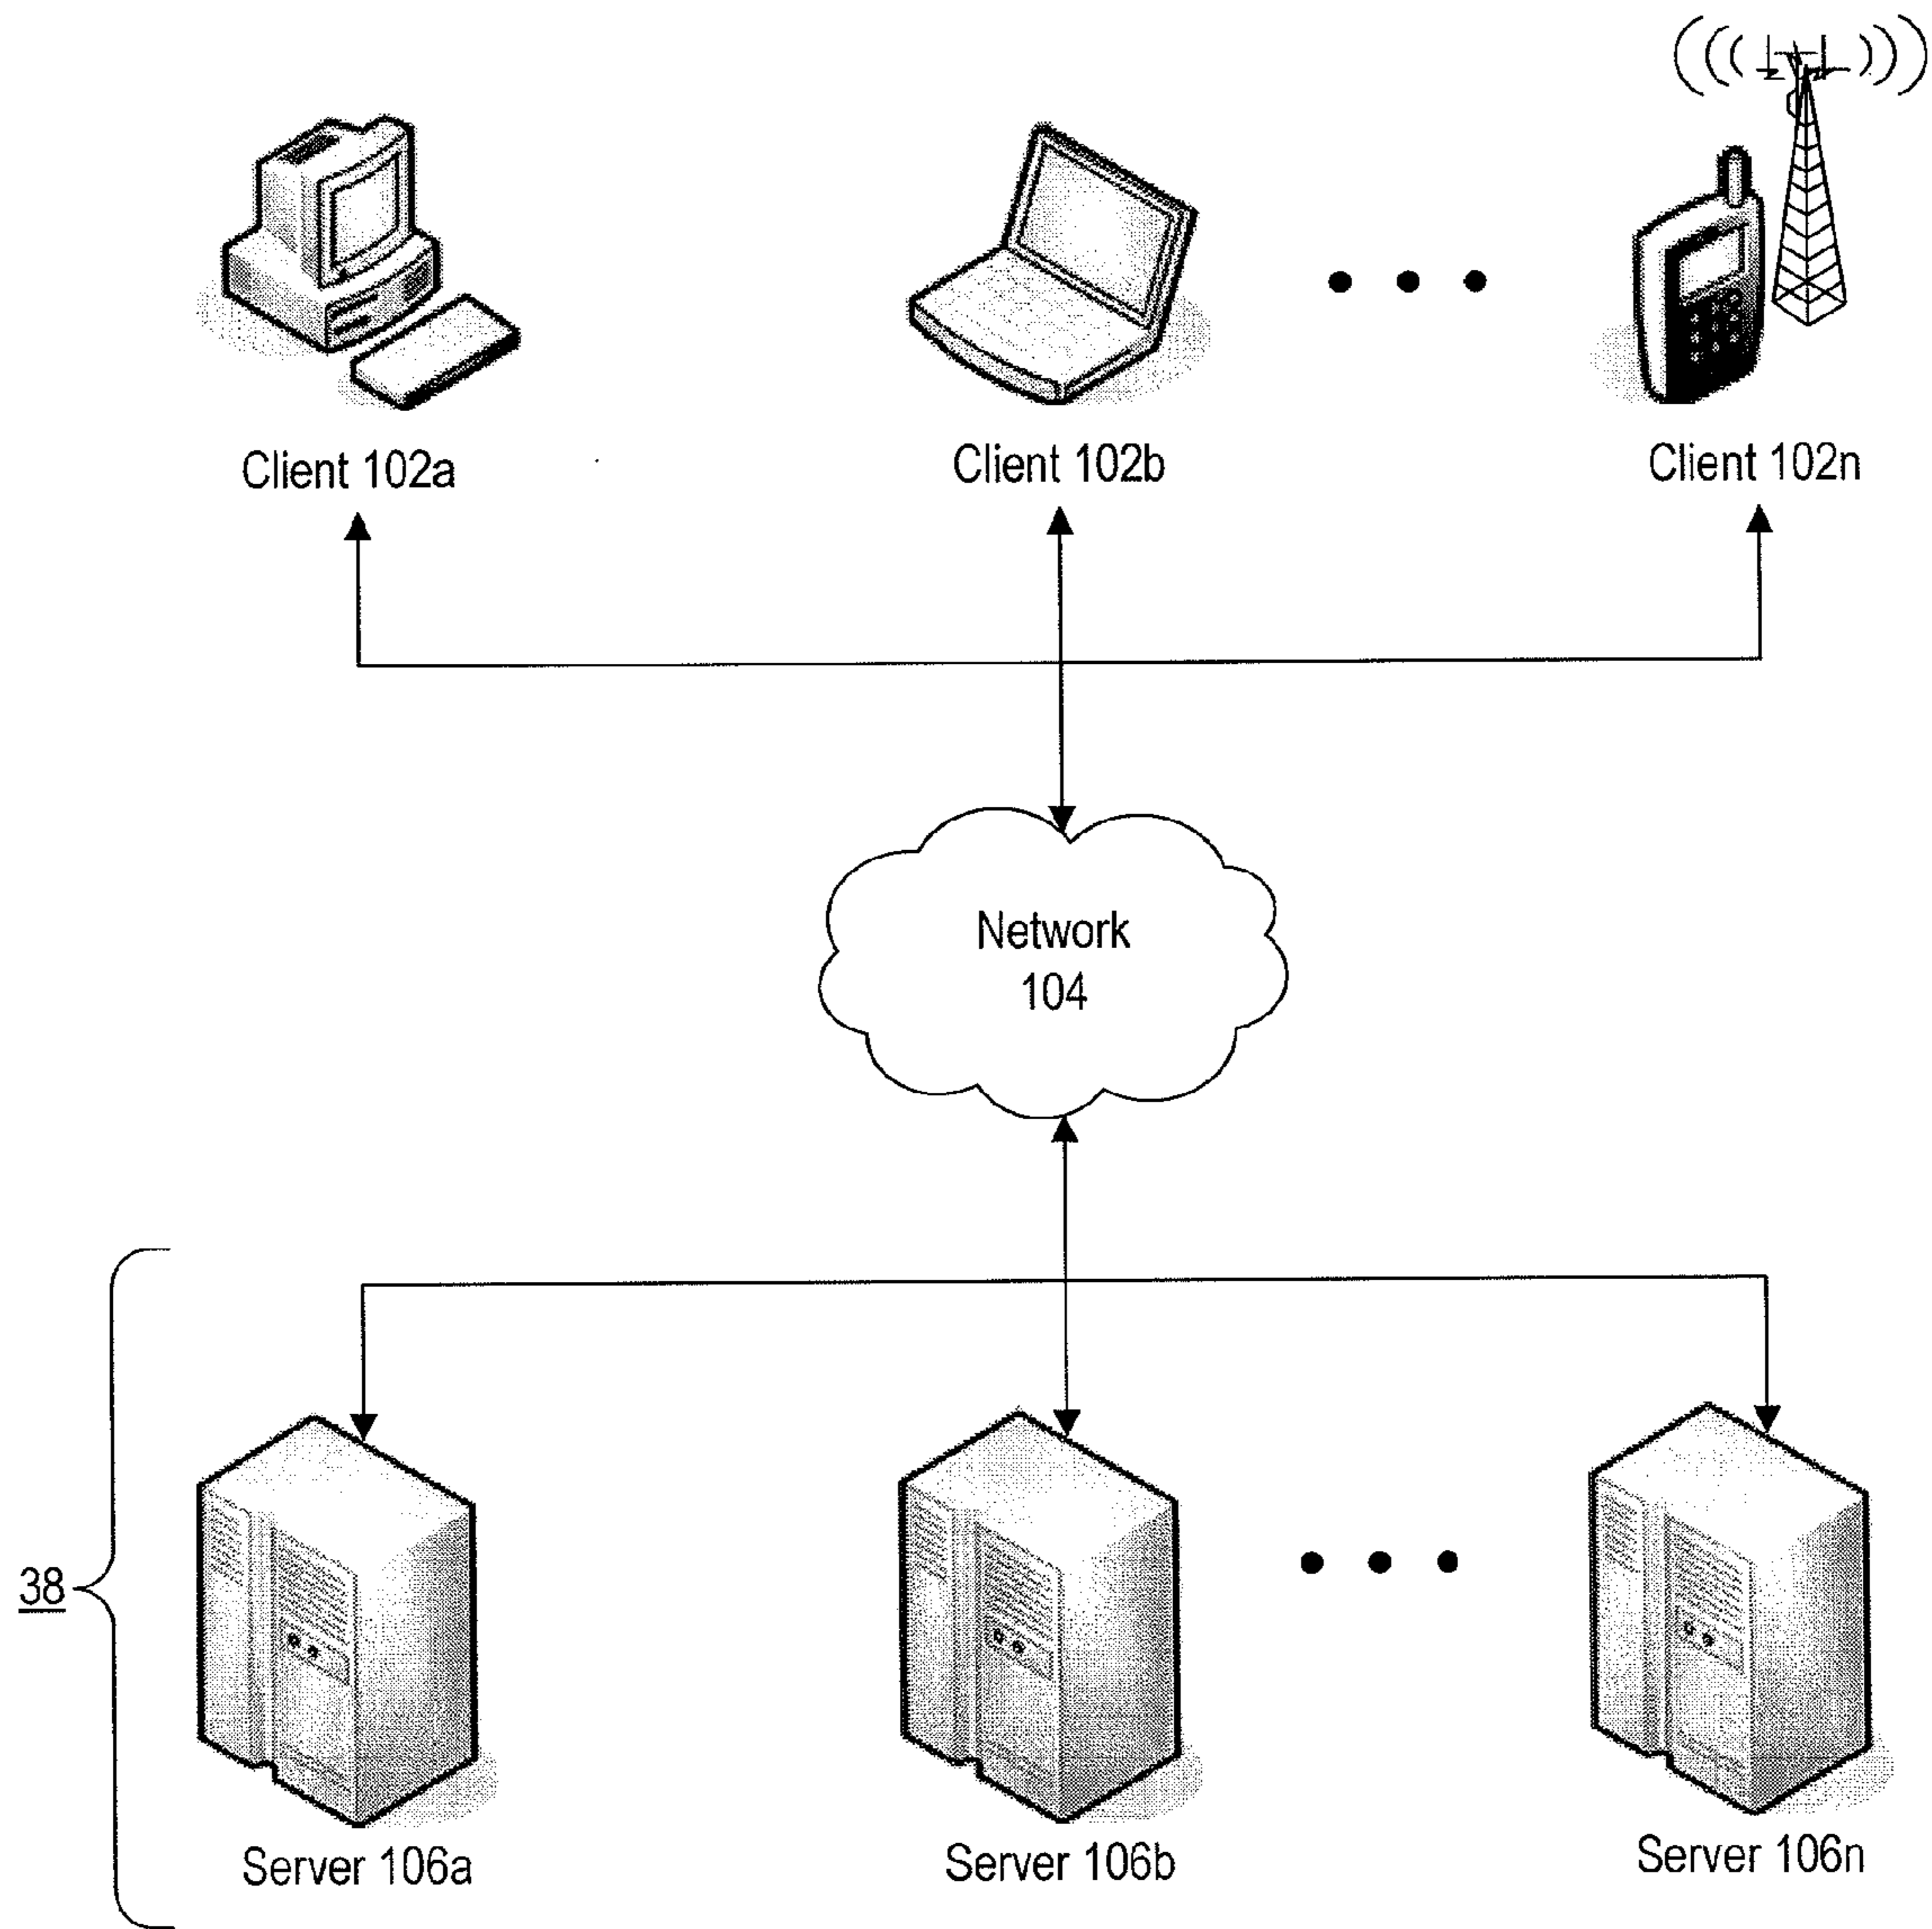 Client 102a
Client 102b
Client 102n
Network
104
38
Server 106a
Server 106b
Server 106n